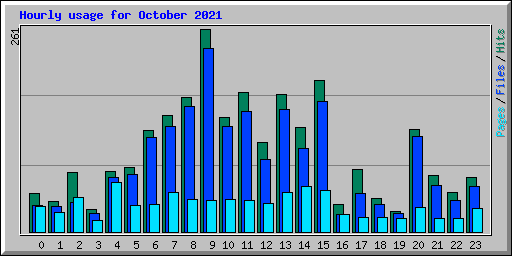 Hourly usage for October 2021
261
Pages/Files/Hits
0 1 2 3 4 5 6 7 8 9 10 11 12 13 14 15 16 17 18 19 20 21 22 23